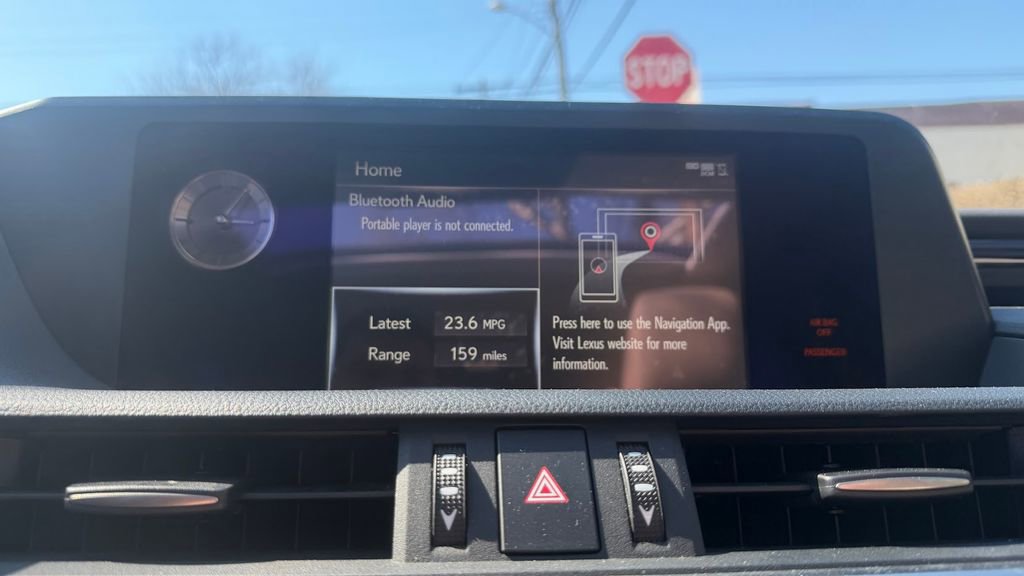 STOP
Home
Bluetooth Audio
Portable player is not connected.
Latest 23.6 MPG
Range 159 miles
Press here to use the Navigation App.
Visit Lexus website for more
information.
AIR BAG
OFF
PASSENGER